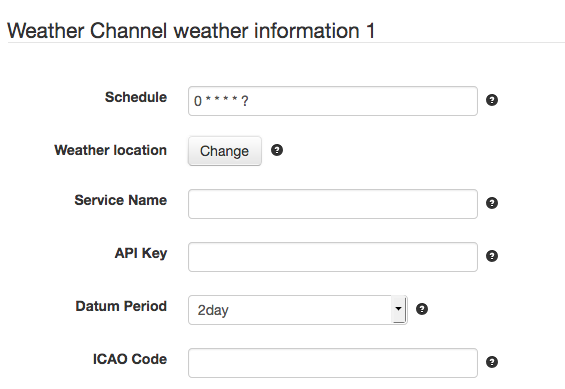 Weather Channel weather information 1
Schedule 0 * * * * ? ?
Weather location Change ?
Service Name ?
API Key ?
Datum Period 2day ?
ICAO Code ?